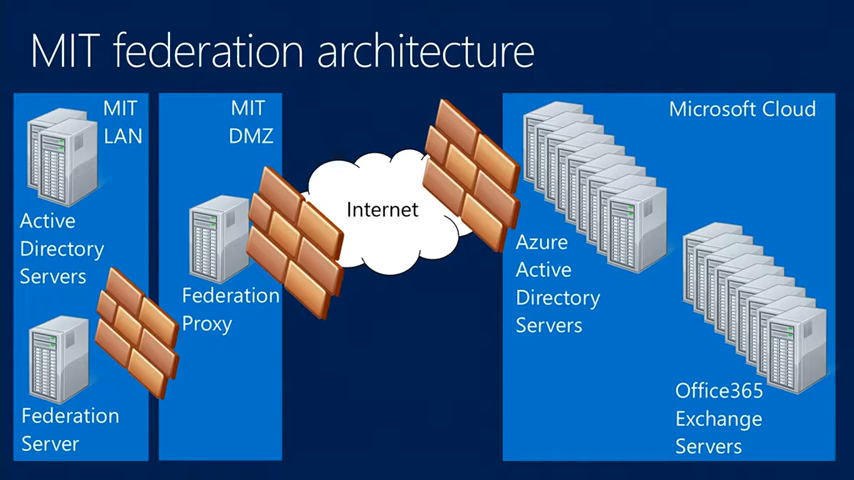 MIT federation architecture
MIT
LAN
Active
Directory
Servers
Federation
Server
MIT
DMZ
Federation
Proxy
Internet
Microsoft Cloud
Azure
Active
Directory
Servers
Office365
Exchange
Servers